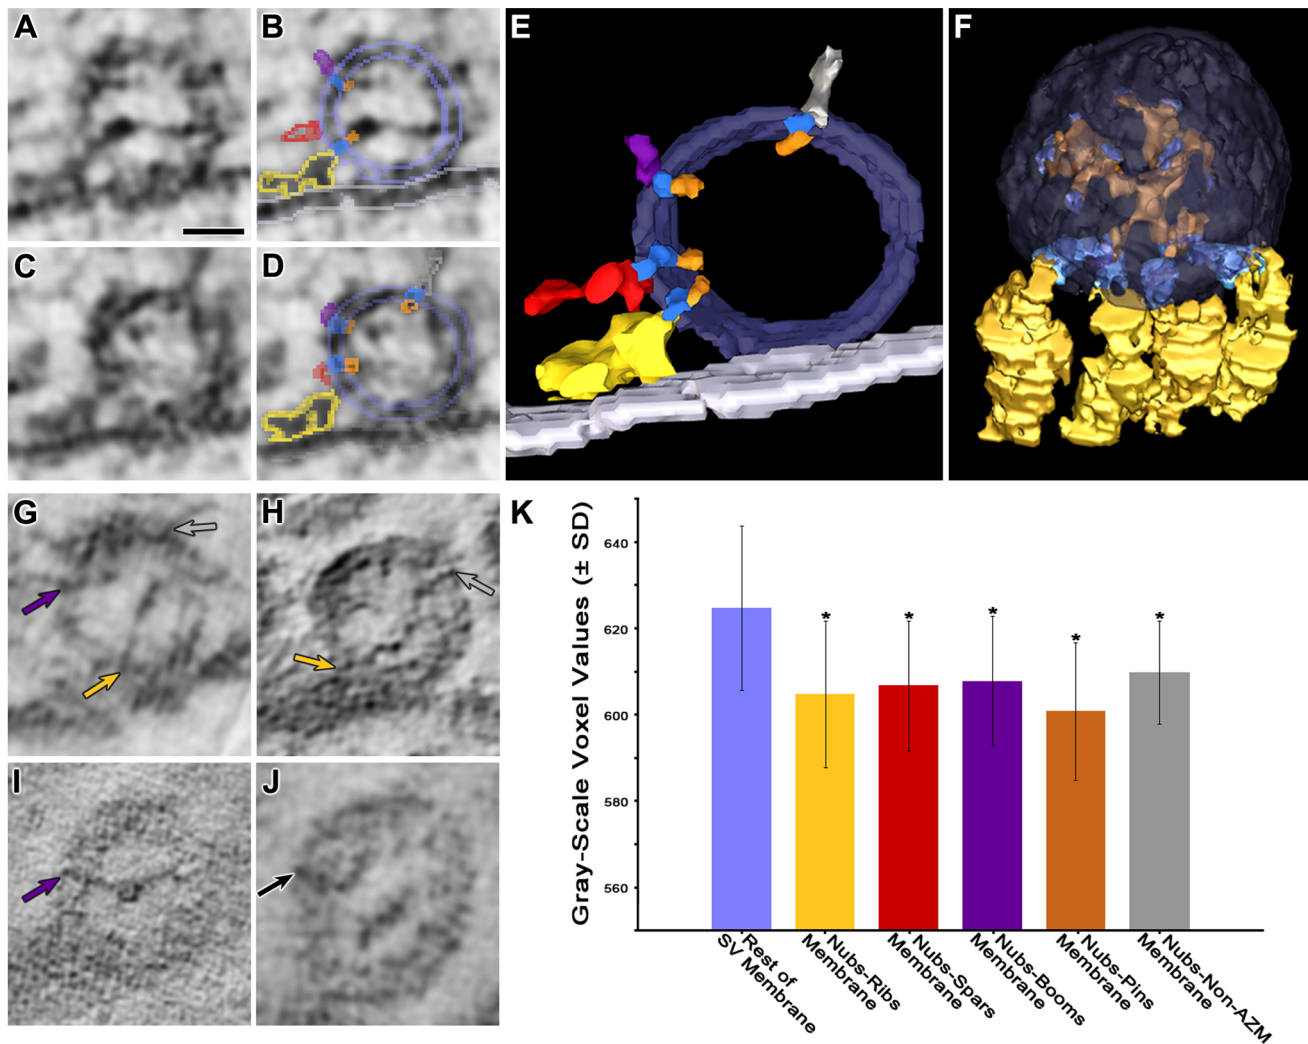 A
B
E
F
C
D
G
H
K
I
J
Gray-Scale Voxel Values (± SD)
640
620
600
580
560
*
*
*
*
*
Rest of
SV Membrane
Nubs-Ribs
Membrane
Nubs-Spars
Membrane
Nubs-Booms
Membrane
Nubs-Pins
Membrane
Nubs-Non-AZM
Membrane